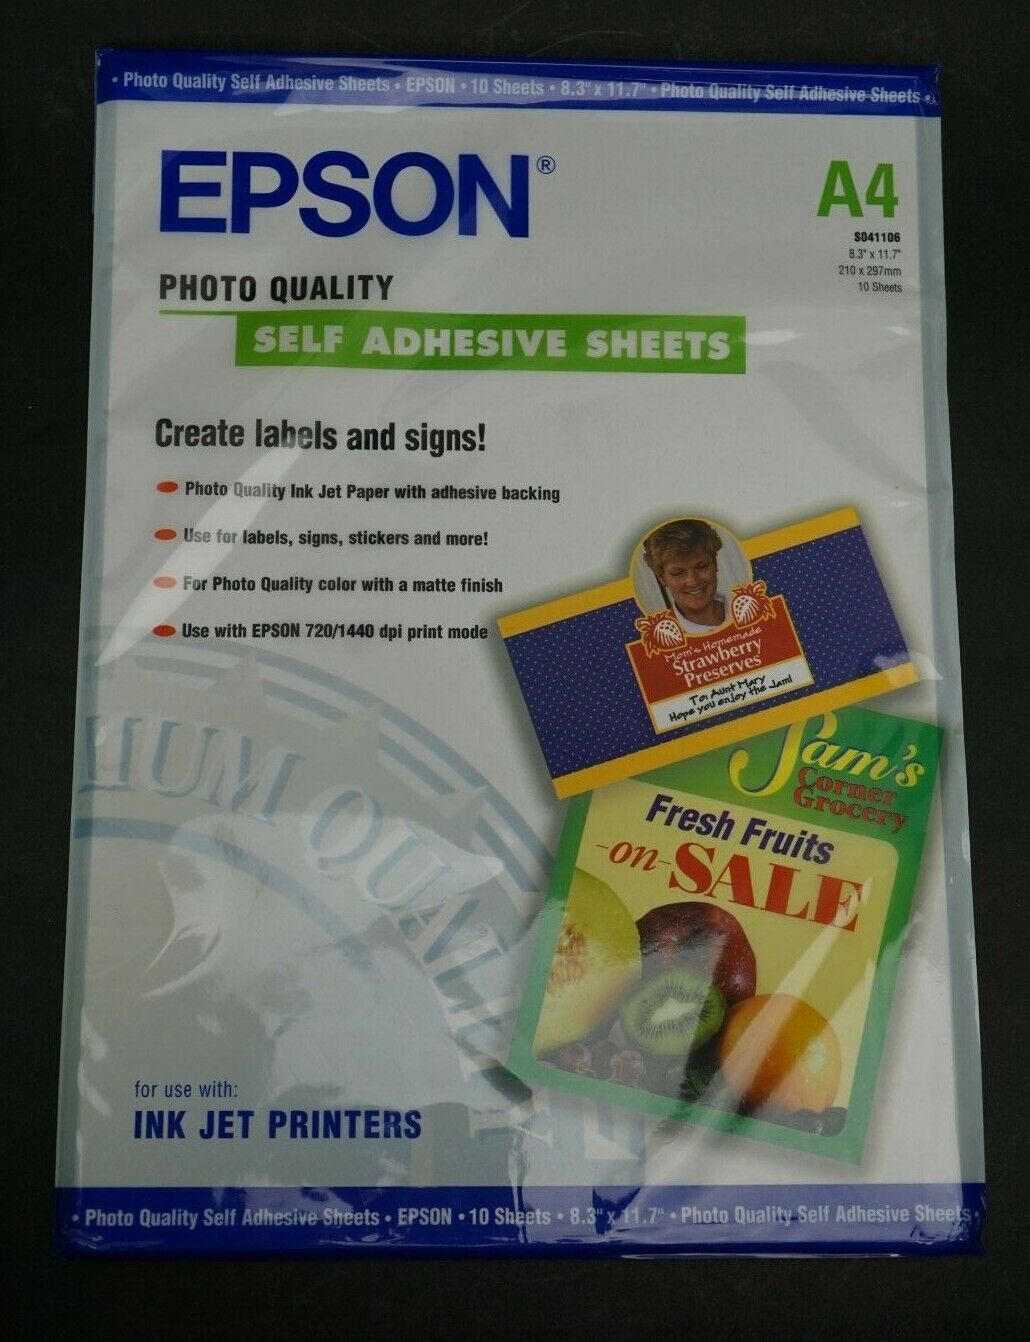 • Photo Quality Self Adhesive Sheets • EPSON • 10 Sheets • 8.3" x 11.7" • Photo Quality Self Adhesive Sheets •
EPSON®
A4
S041106
8.3" x 11.7"
210 x 297mm
10 Sheets
PHOTO QUALITY
SELF ADHESIVE SHEETS
Create labels and signs!
Photo Quality Ink Jet Paper with adhesive backing
Use for labels, signs, stickers and more!
For Photo Quality color with a matte finish
Use with EPSON 720/1440 dpi print mode
Mom's Homemade
Strawberry
Preserves
To: Aunt Mary
Hope you enjoy the Jam!
Sam's
Corner
Grocery
Fresh Fruits
-on-SALE
IUM QUALI
for use with:
INK JET PRINTERS
• Photo Quality Self Adhesive Sheets • EPSON • 10 Sheets • 8.3" x 11.7" • Photo Quality Self Adhesive Sheets •